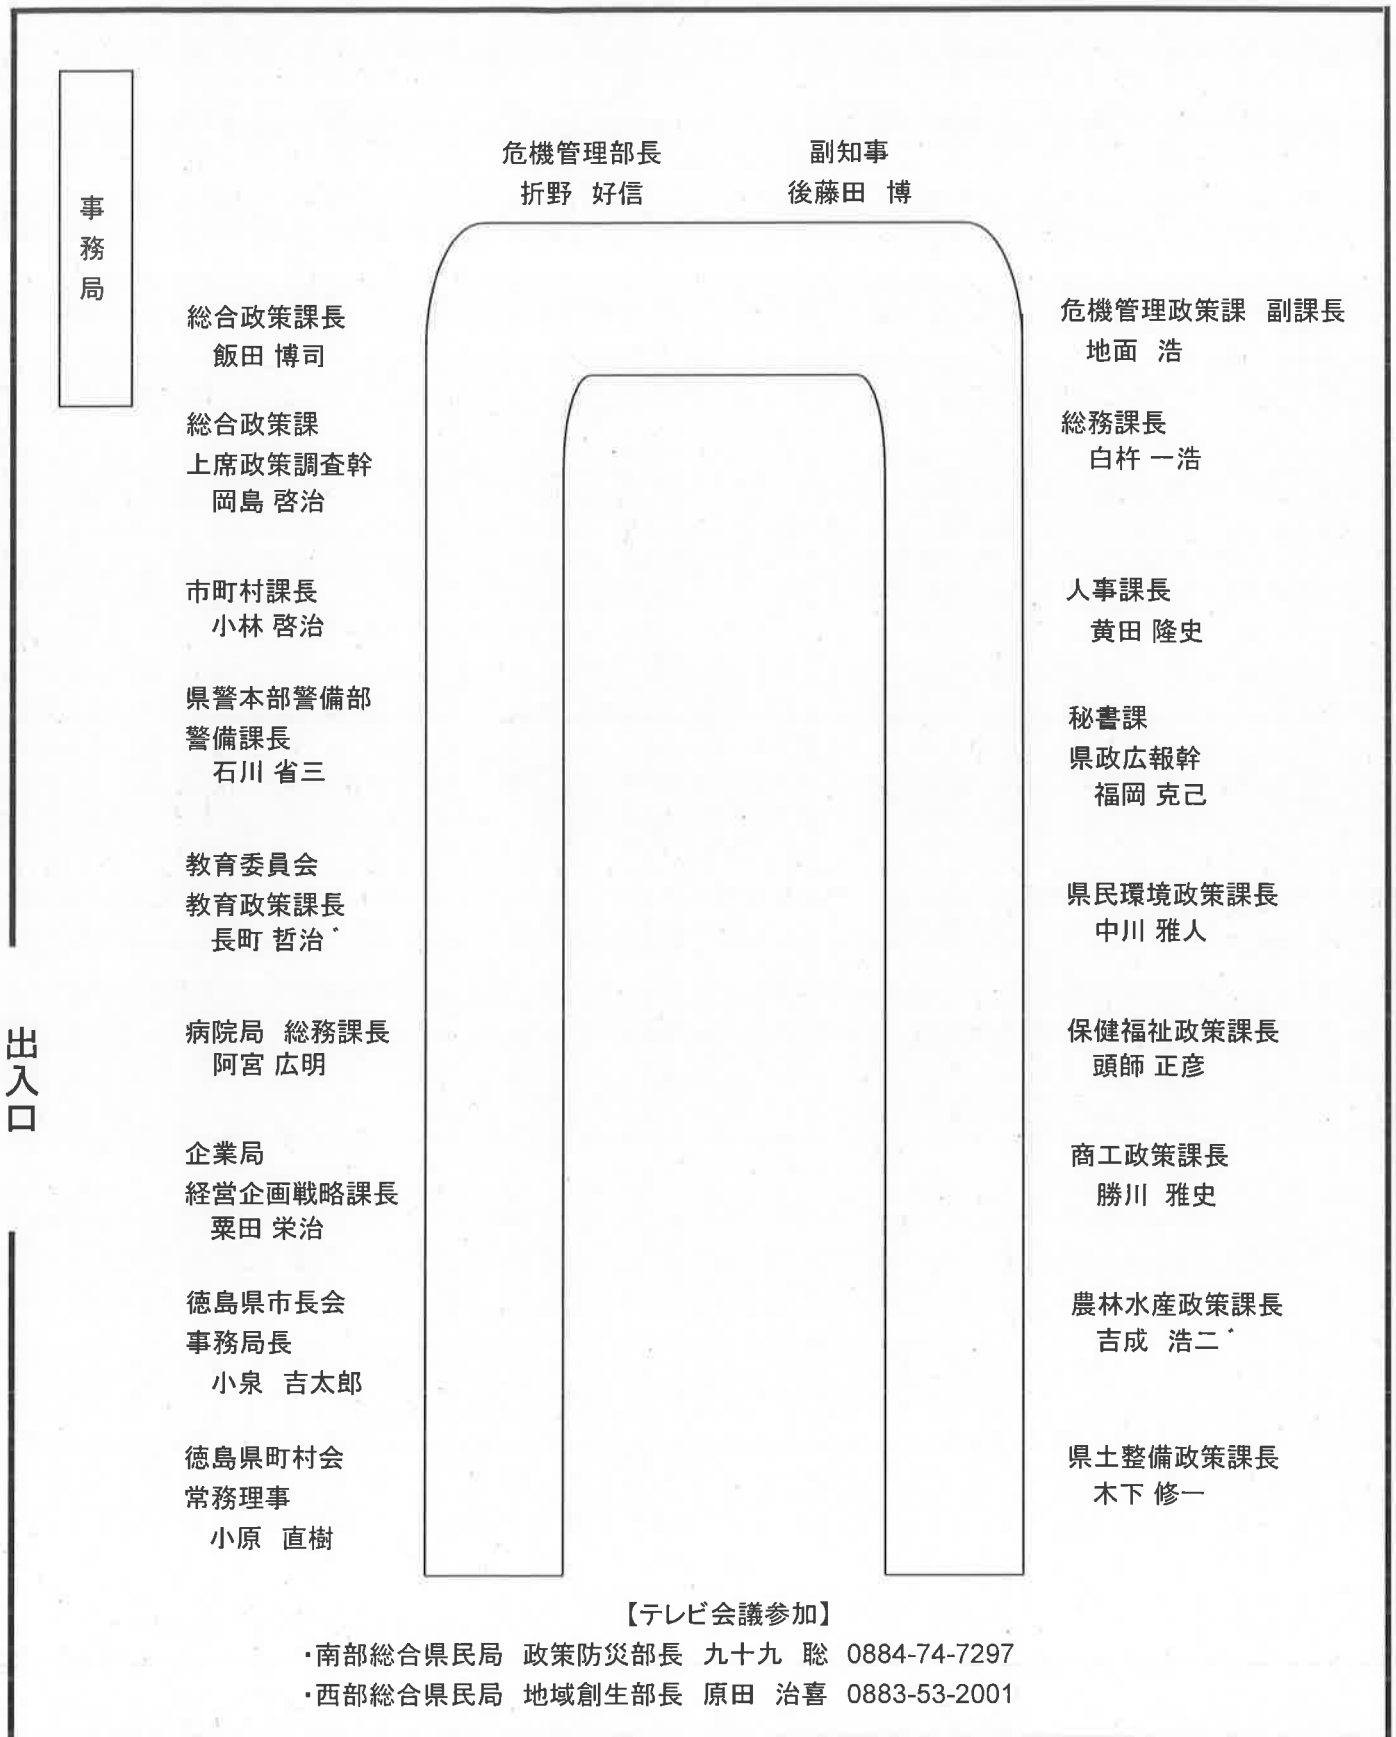 事務局
危機管理部長
折野 好信
副知事
後藤田 博
総合政策課長
飯田 博司
総合政策課
上席政策調査幹
岡島 啓治
市町村課長
小林 啓治
県警本部警備部
警備課長
石川 省三
教育委員会
教育政策課長
長町 哲治
病院局 総務課長
阿宮 広明
企業局
経営企画戦略課長
粟田 栄治
徳島県市長会
事務局長
小泉 吉太郎
徳島県町村会
常務理事
小原 直樹
危機管理政策課 副課長
地面 浩
総務課長
臼杵 一浩
人事課長
黄田 隆史
秘書課
県政広報幹
福岡 克己
県民環境政策課長
中川 雅人
保健福祉政策課長
頭師 正彦
商工政策課長
勝川 雅史
農林水産政策課長
吉成 浩二
県土整備政策課長
木下 修一
出入口
【テレビ会議参加】
・南部総合県民局 政策防災部長 九十九 聡 0884-74-7297
・西部総合県民局 地域創生部長 原田 治喜 0883-53-2001